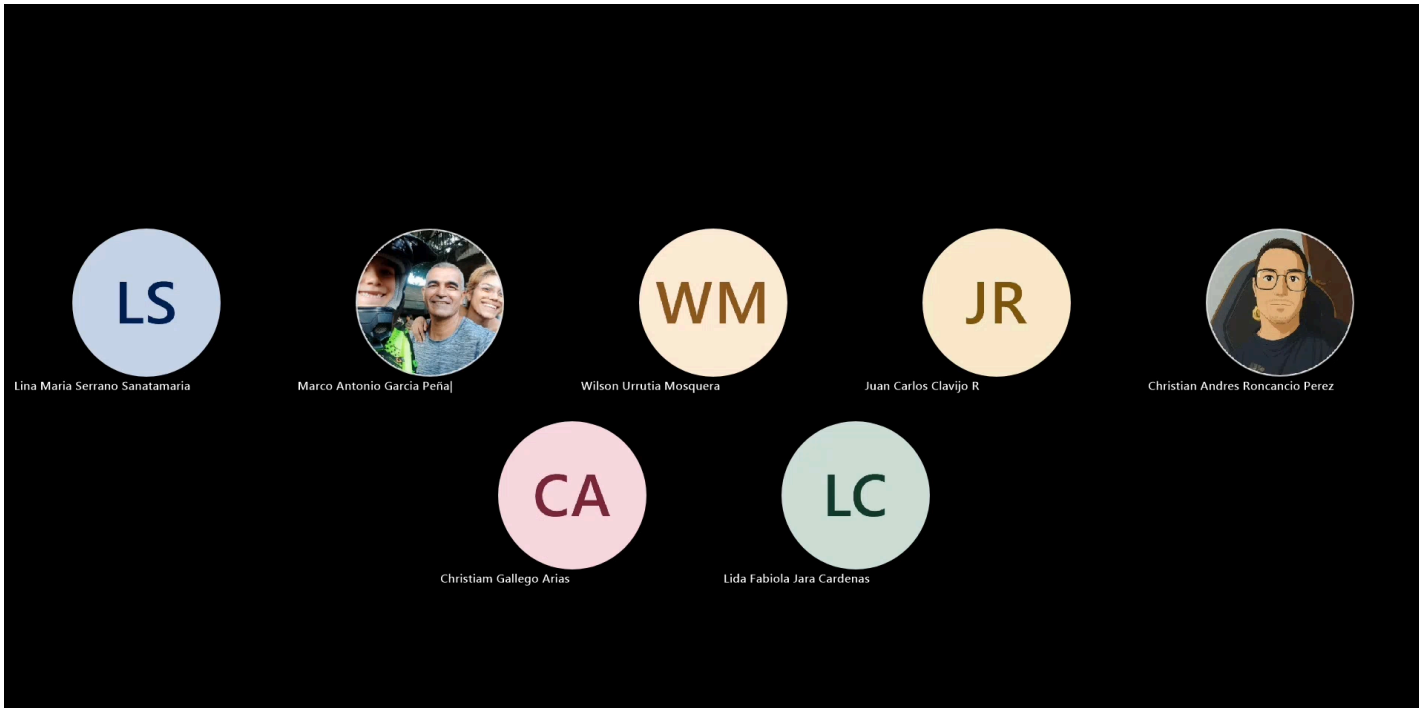 LS
WM
JR
Lina Maria Serrano Sanatamaria
Marco Antonio Garcia Peña|
Wilson Urrutia Mosquera
Juan Carlos Clavijo R
Christian Andres Roncancio Perez
CA
LC
Christiam Gallego Arias
Lida Fabiola Jara Cardenas